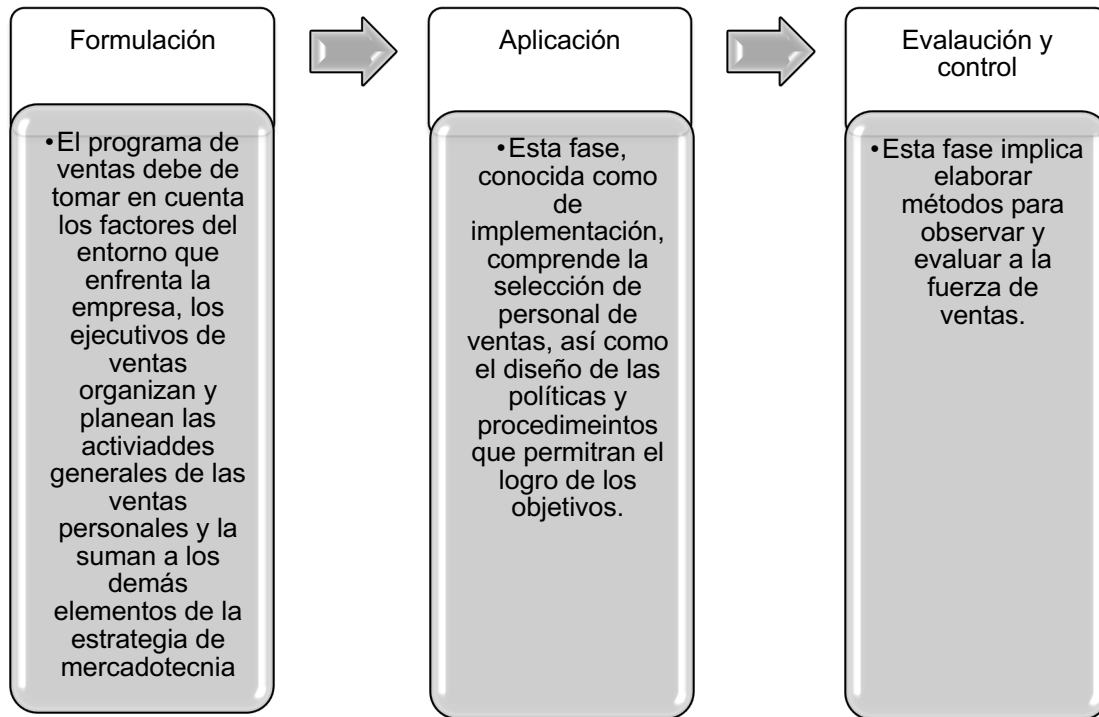 Formulación
•El programa de
ventas debe de
tomar en cuenta
los factores del
entorno que
enfrenta la
empresa, los
ejecutivos de
ventas
organizan y
planean las
activiaddes
generales de las
ventas
personales y la
suman a los
demás
elementos de la
estrategia de
mercadotecnia
Aplicación
•Esta fase,
conocida como
de
implementación,
comprende la
selección de
personal de
ventas, así como
el diseño de las
políticas y
procedimeintos
que permitran el
logro de los
objetivos.
Evalaución y
control
•Esta fase implica
elaborar
métodos para
observar y
evaluar a la
fuerza de
ventas.